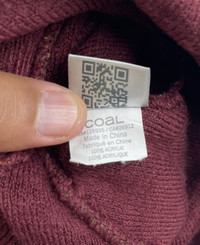 COAL
Made in China
Fabriqué en Chine
100% ACRYLIC
100% ACRYLIQUE